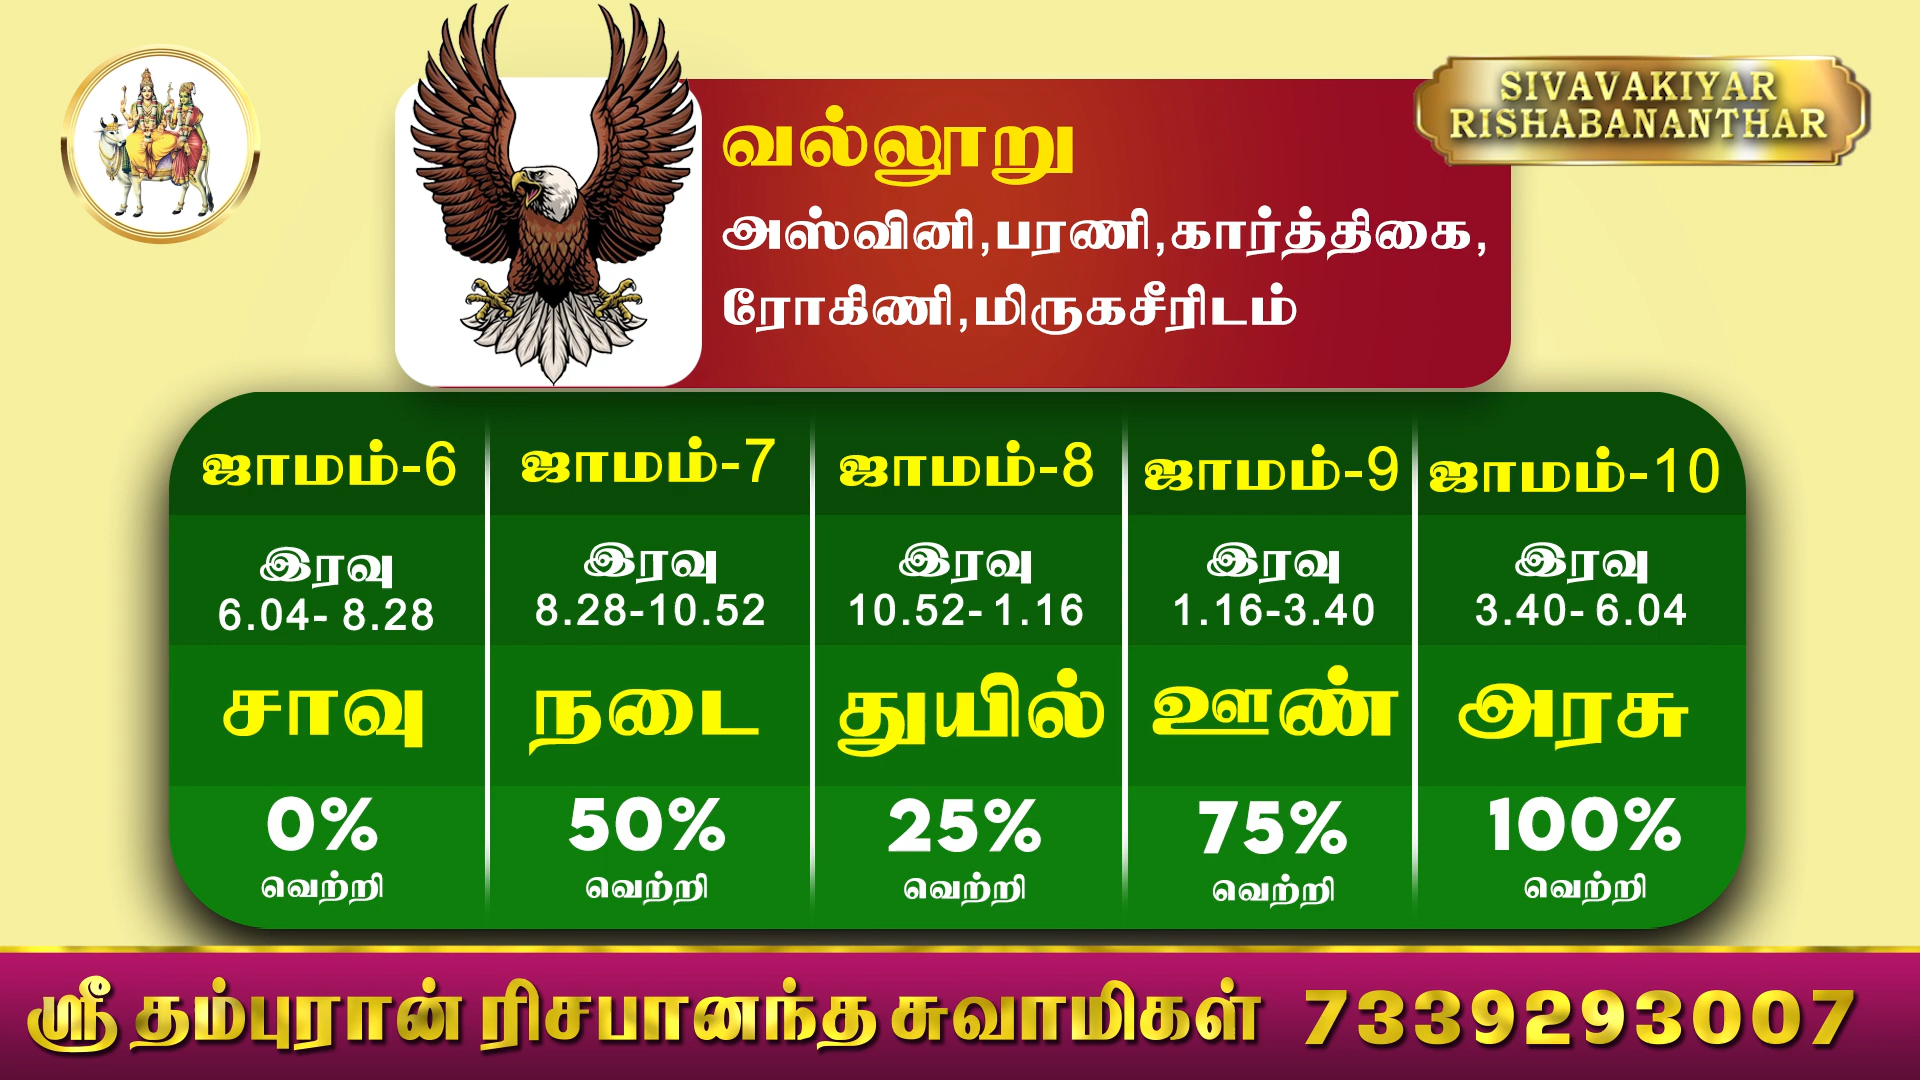 SIVAVAKIYAR
RISHABANANTHAR
வல்லூறு
அஸ்வினி,பரணி,கார்த்திகை,
ரோகிணி,மிருகசீரிடம்
ஜாமம்-6 ஜாமம்-7 ஜாமம்-8 ஜாமம்-9 ஜாமம்-10
இரவு இரவு இரவு இரவு இரவு
6.04- 8.28 8.28-10.52 10.52- 1.16 1.16-3.40 3.40- 6.04
சாவு நடை துயில் ஊண் அரசு
0% 50% 25% 75% 100%
வெற்றி வெற்றி வெற்றி வெற்றி வெற்றி
ஸ்ரீ தம்புரான் ரிசபானந்த சுவாமிகள் 7339293007